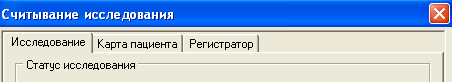 Считывание исследования
Исследование Карта пациента Регистратор
Статус исследования